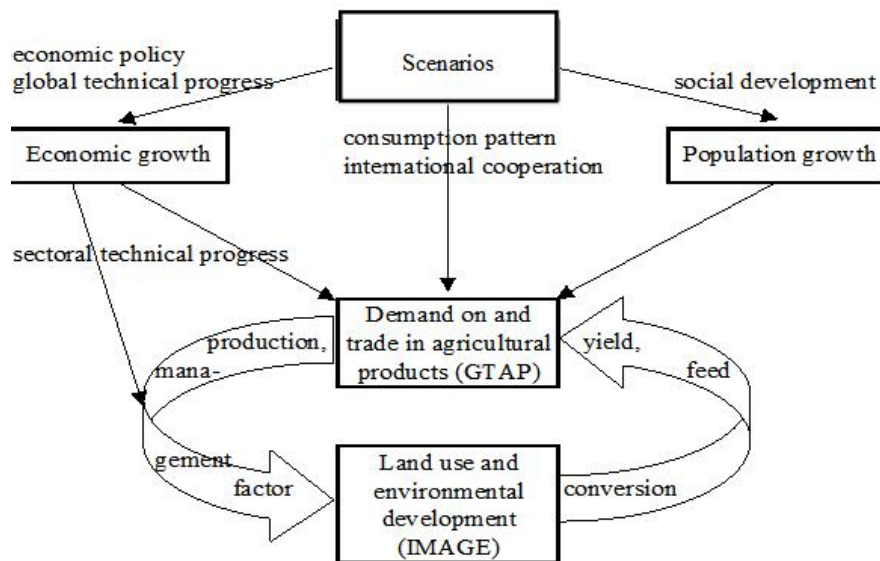 economic policy
global technical progress
Scenarios
social development
consumption pattern
international cooperation
Economic growth
Population growth
sectoral technical progress
Demand on and
trade in agricultural
products (GTAP)
production,
mana-
gement
factor
yield,
feed
conversion
Land use and
environmental
development
(IMAGE)